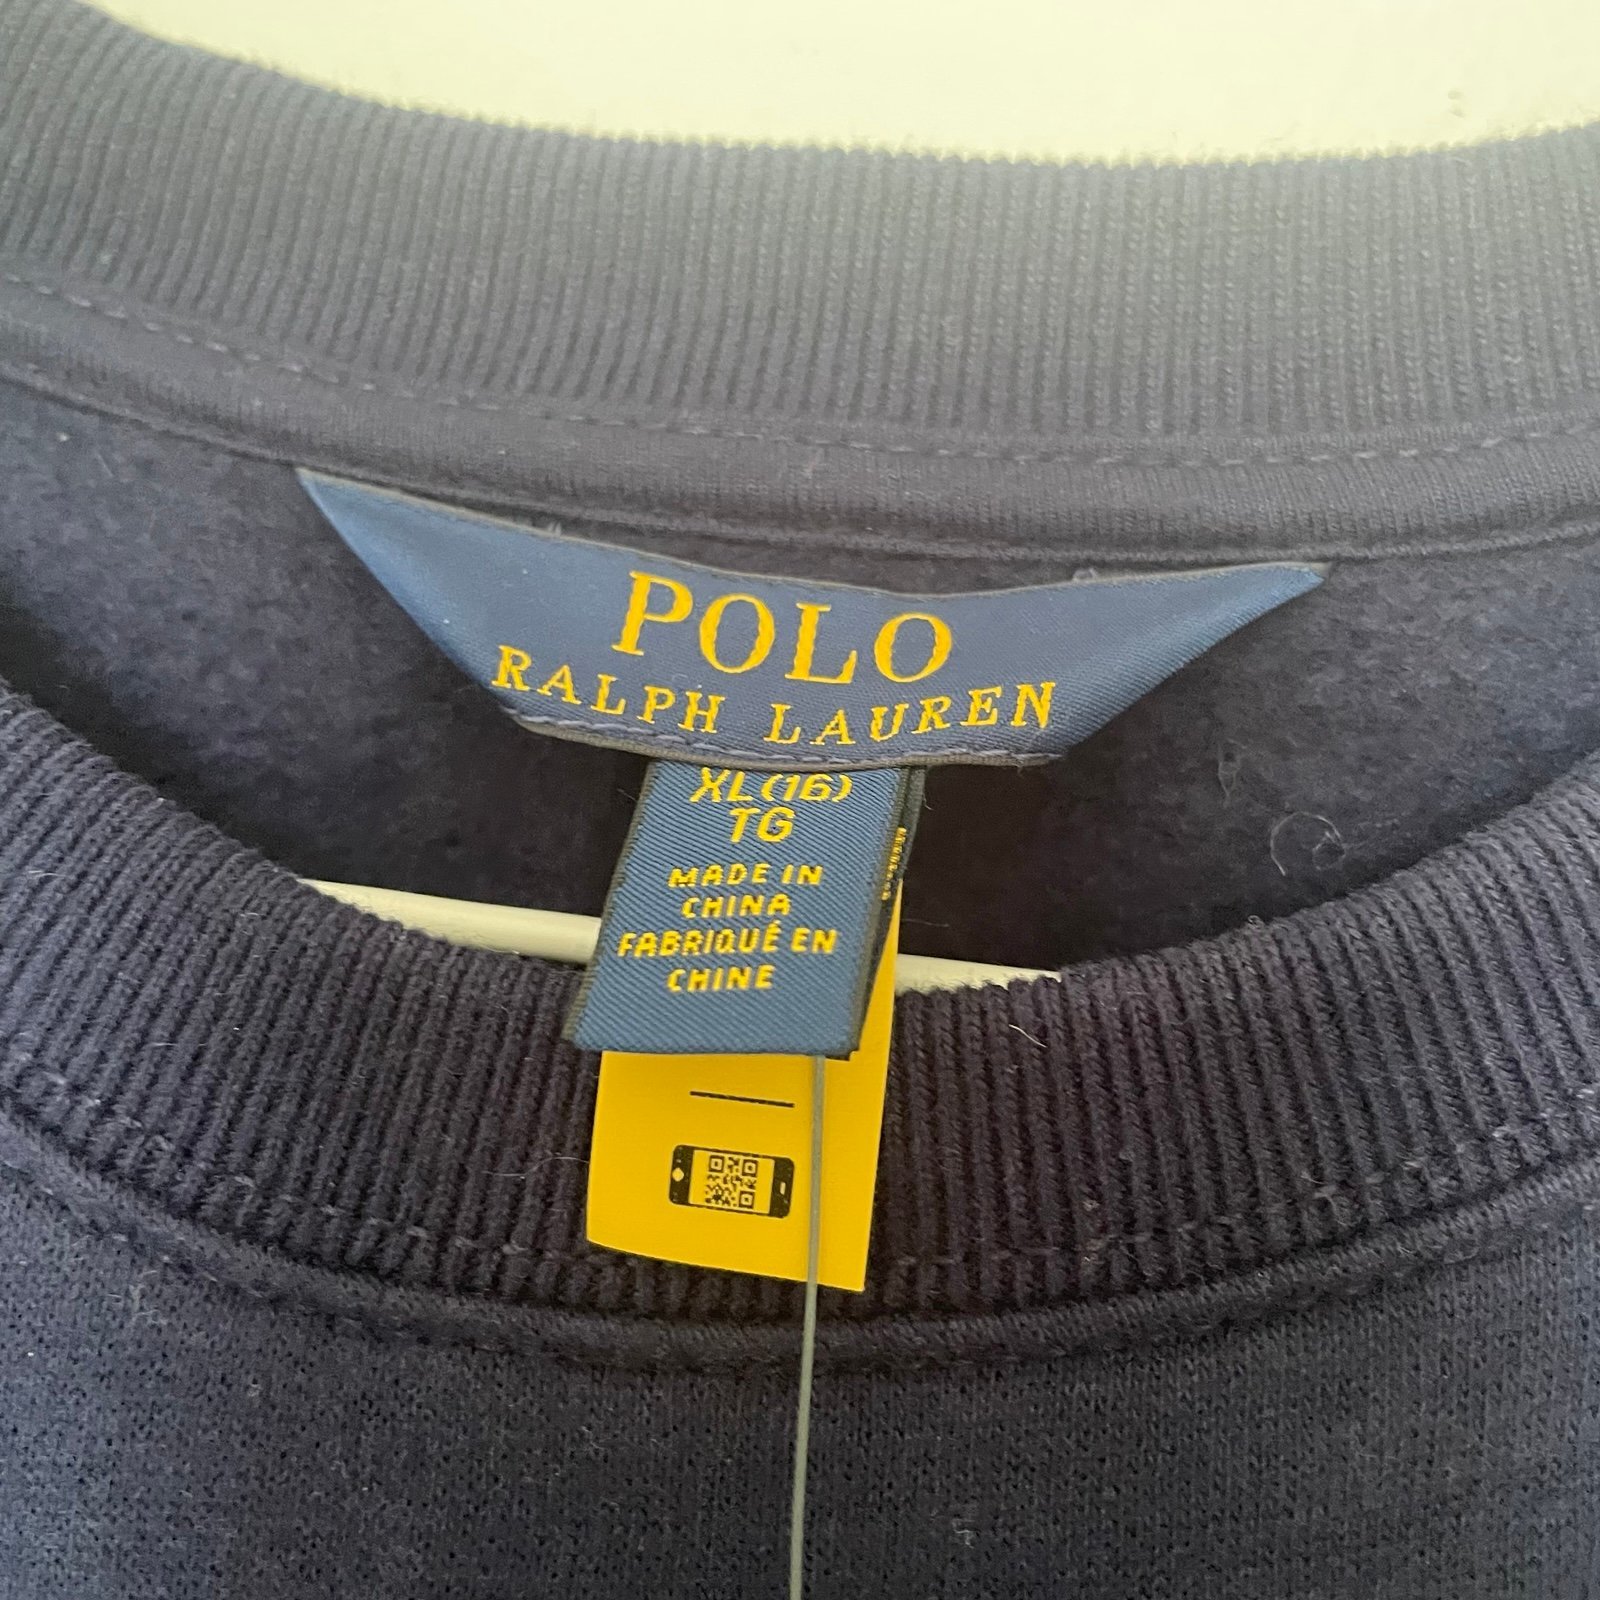 POLO
RALPH LAUREN
XL(16)
TG
MADE IN
CHINA
FABRIQUÉ EN
CHINE